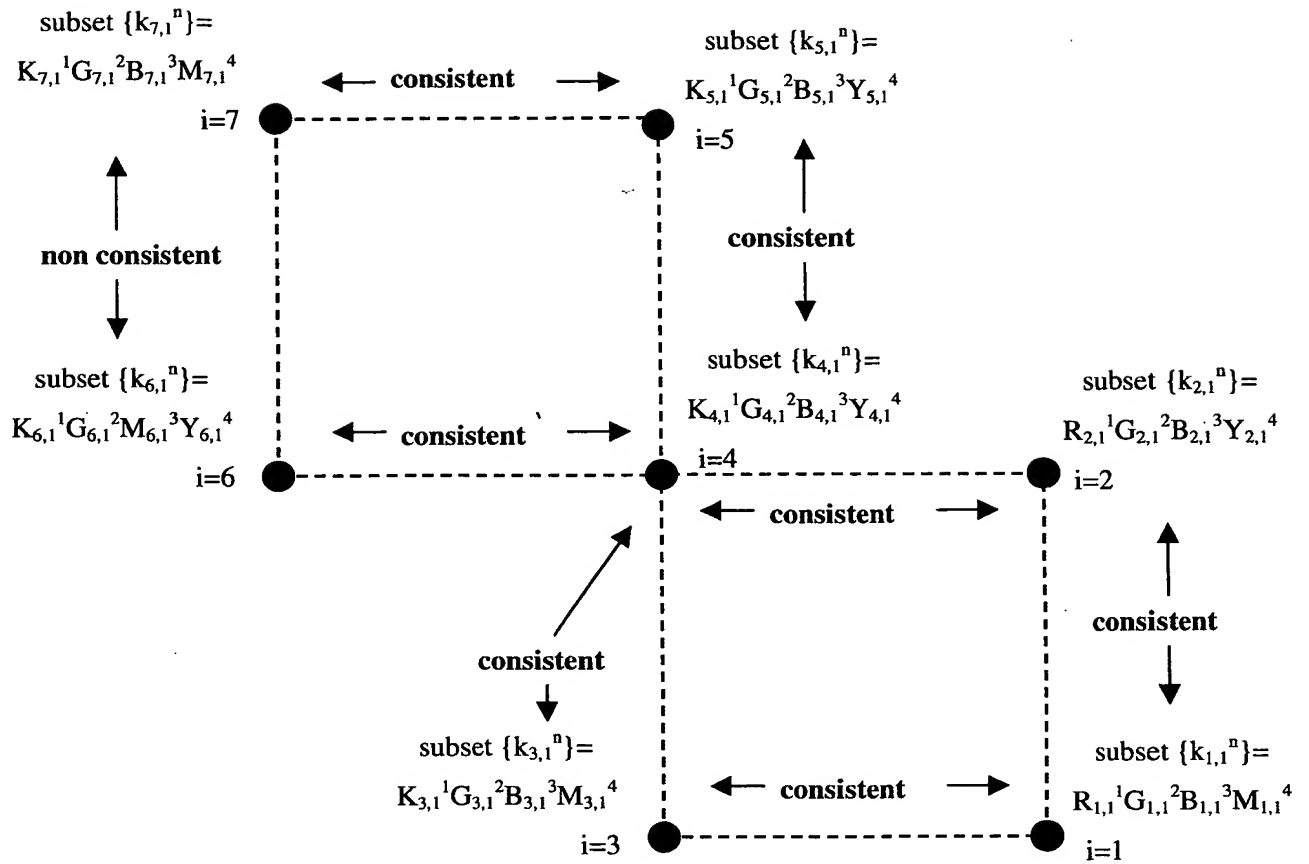 subset {k₇,₁ⁿ}=
K₇,₁¹G₇,₁²B₇,₁³M₇,₁⁴
i=7
consistent
subset {k₅,₁ⁿ}=
K₅,₁¹G₅,₁²B₅,₁³Y₅,₁⁴
i=5
non consistent
consistent
subset {k₆,₁ⁿ}=
K₆,₁¹G₆,₁²M₆,₁³Y₆,₁⁴
i=6
consistent
subset {k₄,₁ⁿ}=
K₄,₁¹G₄,₁²B₄,₁³Y₄,₁⁴
i=4
subset {k₂,₁ⁿ}=
R₂,₁¹G₂,₁²B₂,₁³Y₂,₁⁴
i=2
consistent
consistent
consistent
subset {k₃,₁ⁿ}=
K₃,₁¹G₃,₁²B₃,₁³M₃,₁⁴
i=3
consistent
subset {k₁,₁ⁿ}=
R₁,₁¹G₁,₁²B₁,₁³M₁,₁⁴
i=1